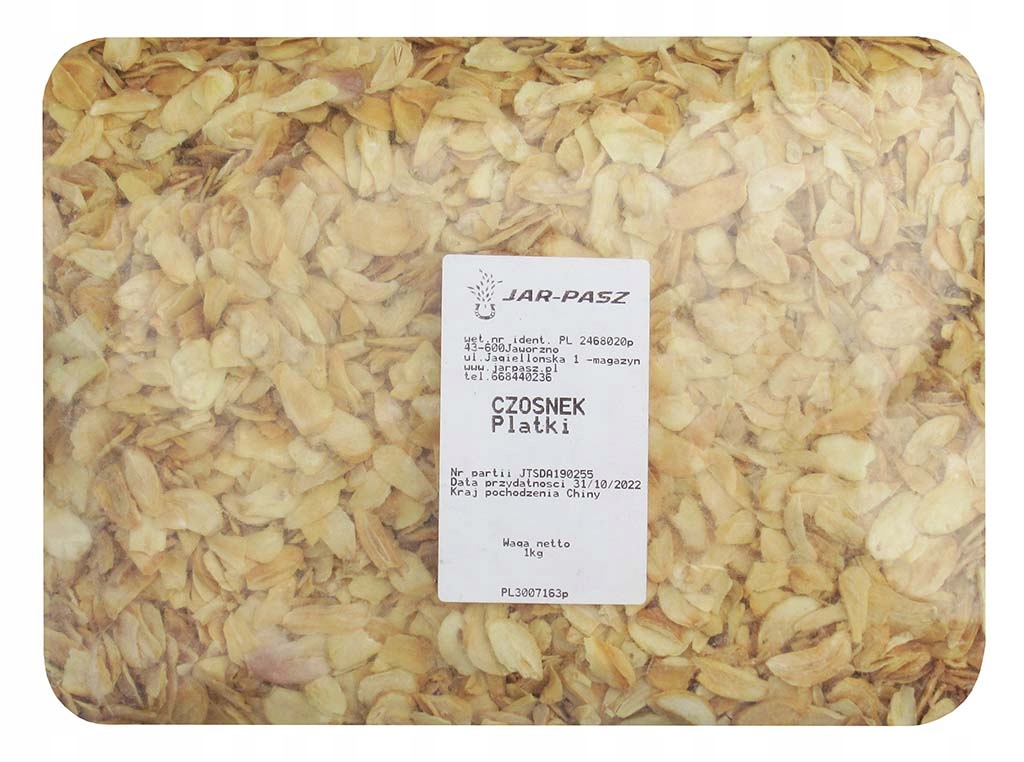 JAR-PASZ
wet.nr ident. PL 2468020p
43-600Jaworzno
ul.Jagiellonska 1 -magazyn
www.jarpasz.pl
tel.668440236
CZOSNEK
Platki
Nr partii JTSDA190255
Data przydatnosci 31/10/2022
Kraj pochodzenia Chiny
Waga netto
1kg
PL3007163p